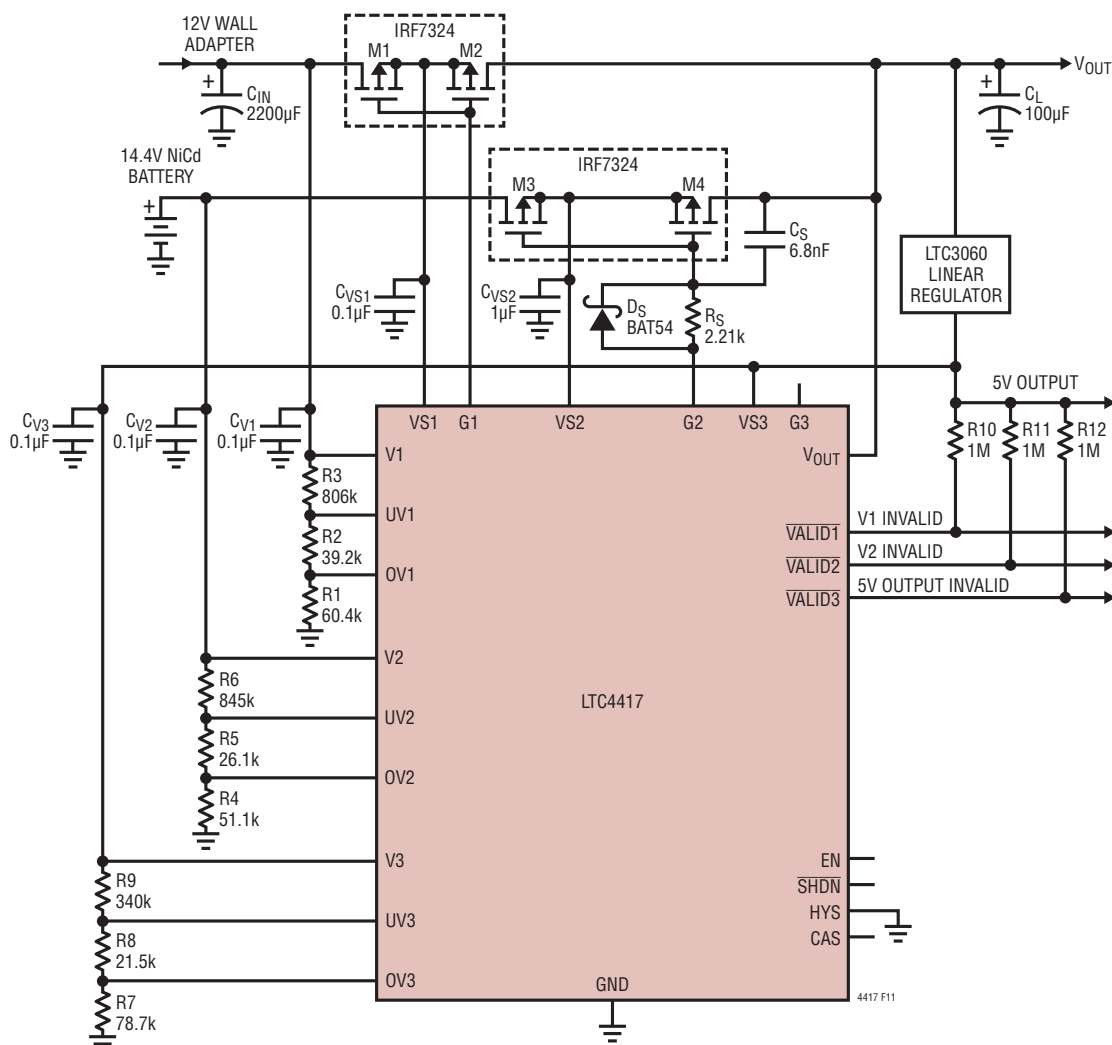 12V WALL
ADAPTER
IRF7324
M1
M2
VOUT
+
CIN
2200µF
+
CL
100µF
14.4V NiCd
BATTERY
+
IRF7324
M3
M4
CS
6.8nF
LTC3060
LINEAR
REGULATOR
CVS1
0.1µF
CVS2
1µF
DS
BAT54
RS
2.21k
5V OUTPUT
CV3
0.1µF
CV2
0.1µF
CV1
0.1µF
VS1
G1
VS2
G2
VS3
G3
R10
1M
R11
1M
R12
1M
V1
VOUT
R3
806k
UV1
R2
39.2k
OV1
R1
60.4k
VALID1
V1 INVALID
VALID2
V2 INVALID
VALID3
5V OUTPUT INVALID
V2
R6
845k
UV2
R5
26.1k
OV2
R4
51.1k
LTC4417
V3
R9
340k
UV3
R8
21.5k
OV3
R7
78.7k
EN
SHDN
HYS
CAS
GND
4417 F11